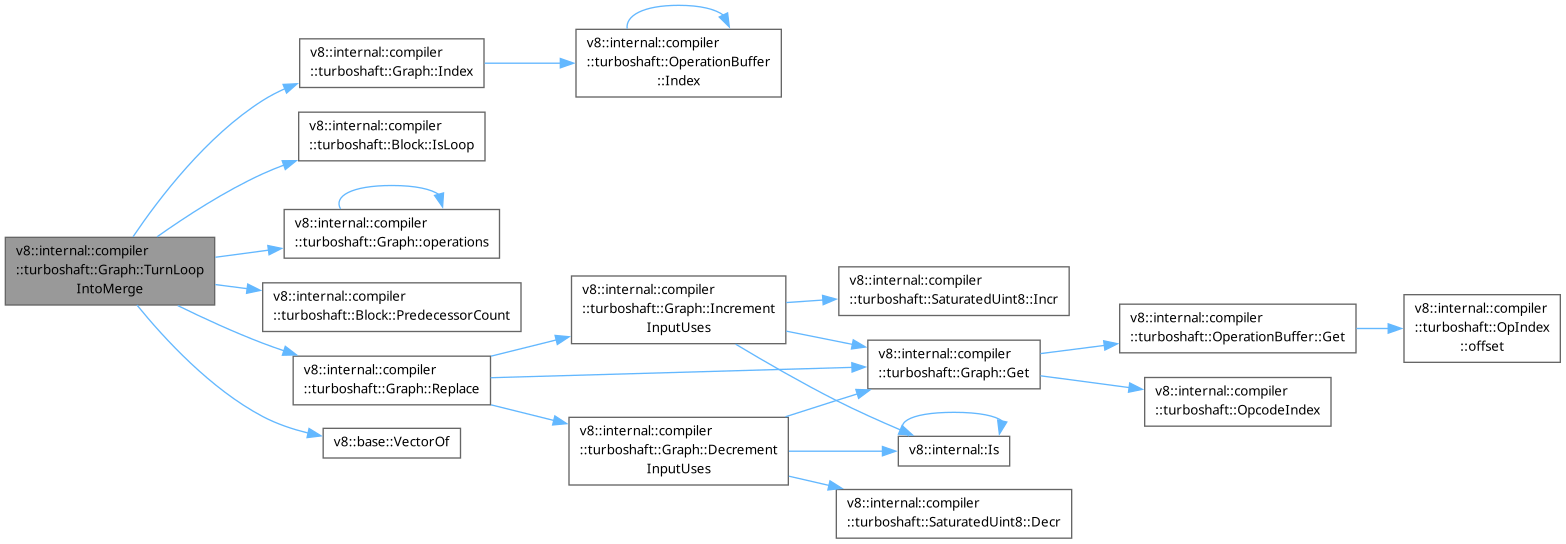 v8::internal::compiler
::turboshaft::Graph::TurnLoop
IntoMerge
v8::internal::compiler
::turboshaft::Graph::Index
v8::internal::compiler
::turboshaft::OperationBuffer
::Index
v8::internal::compiler
::turboshaft::Block::IsLoop
v8::internal::compiler
::turboshaft::Graph::operations
v8::internal::compiler
::turboshaft::Block::PredecessorCount
v8::internal::compiler
::turboshaft::Graph::Replace
v8::base::VectorOf
v8::internal::compiler
::turboshaft::Graph::Increment
InputUses
v8::internal::compiler
::turboshaft::Graph::Decrement
InputUses
v8::internal::compiler
::turboshaft::SaturatedUint8::Incr
v8::internal::compiler
::turboshaft::Graph::Get
v8::internal::Is
v8::internal::compiler
::turboshaft::SaturatedUint8::Decr
v8::internal::compiler
::turboshaft::OperationBuffer::Get
v8::internal::compiler
::turboshaft::OpcodeIndex
v8::internal::compiler
::turboshaft::OpIndex
::offset